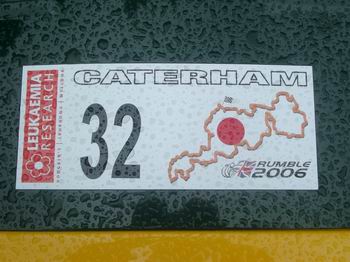 CATERHAM
LEUKAEMIA
RESEARCH
32
RUMBLE
2006